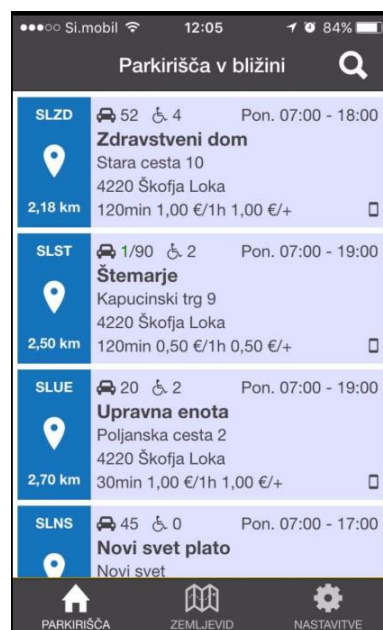 Si.mobil 12:05 84%
Parkirišča v bližini
SLZD 52 4 Pon. 07:00 - 18:00
Zdravstveni dom
Stara cesta 10
4220 Škofja Loka
2,18 km 120min 1,00 €/1h 1,00 €/+
SLST 1/90 2 Pon. 07:00 - 19:00
Štemarje
Kapucinski trg 9
4220 Škofja Loka
2,50 km 120min 0,50 €/1h 0,50 €/+
SLUE 20 2 Pon. 07:00 - 19:00
Upravna enota
Poljanska cesta 2
4220 Škofja Loka
2,70 km 30min 1,00 €/1h 1,00 €/+
SLNS 45 0 Pon. 07:00 - 17:00
Novi svet plato
Novi svet
PARKIRIŠČA ZEMLJEVID NASTAVITVE